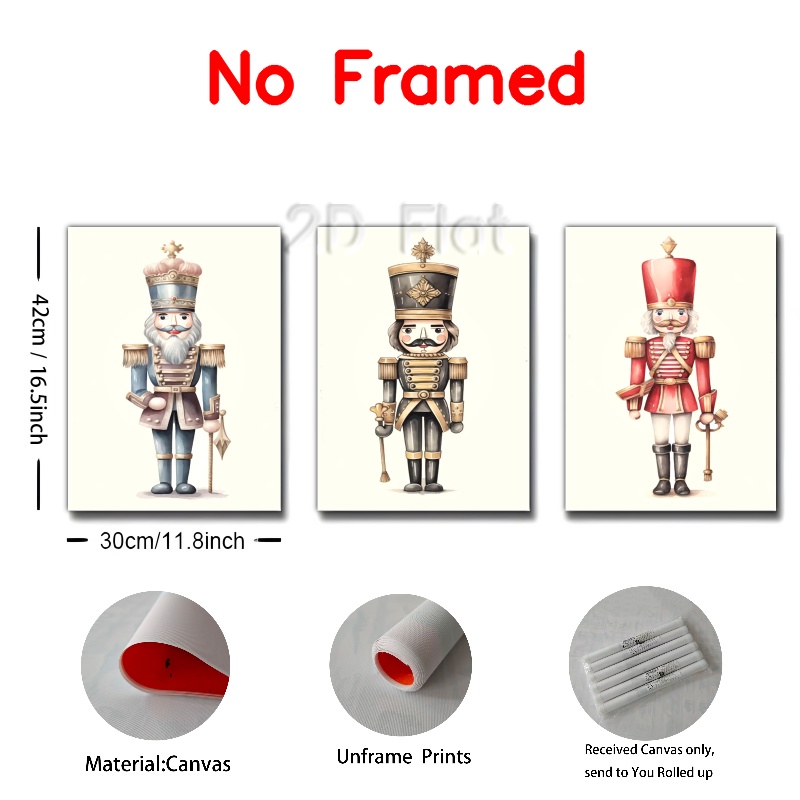 No Framed
2D Flat
42cm / 16.5inch
30cm/11.8inch
Material:Canvas
Unframe Prints
Received Canvas only,
send to You Rolled up